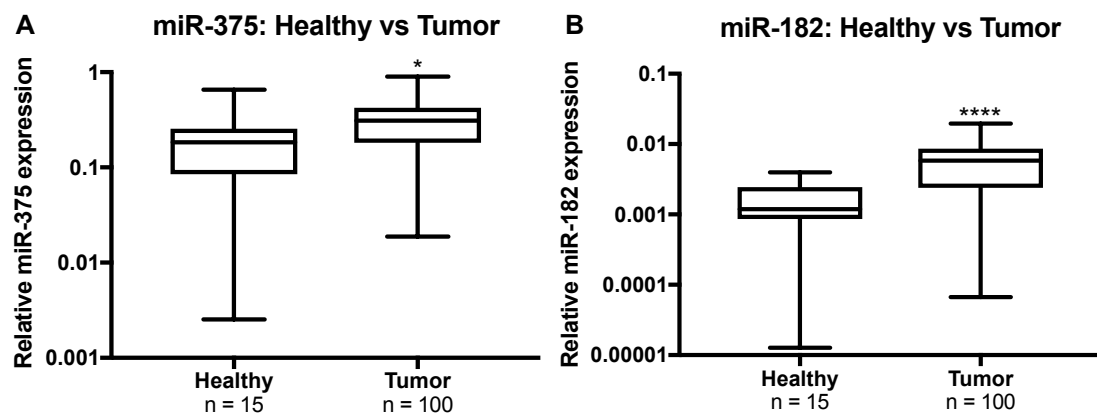 A
miR-375: Healthy vs Tumor
Relative miR-375 expression
1
0.1
0.01
0.001
*
Healthy
n = 15
Tumor
n = 100
B
miR-182: Healthy vs Tumor
Relative miR-182 expression
0.1
0.01
0.001
0.0001
0.00001
****
Healthy
n = 15
Tumor
n = 100